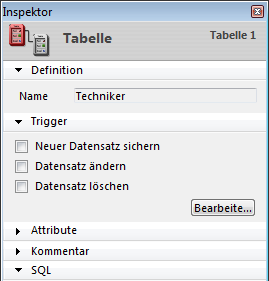 Inspektor
Tabelle
Tabelle 1
Definition
Name Techniker
Trigger
Neuer Datensatz sichern
Datensatz ändern
Datensatz löschen
Bearbeite...
Attribute
Kommentar
SQL